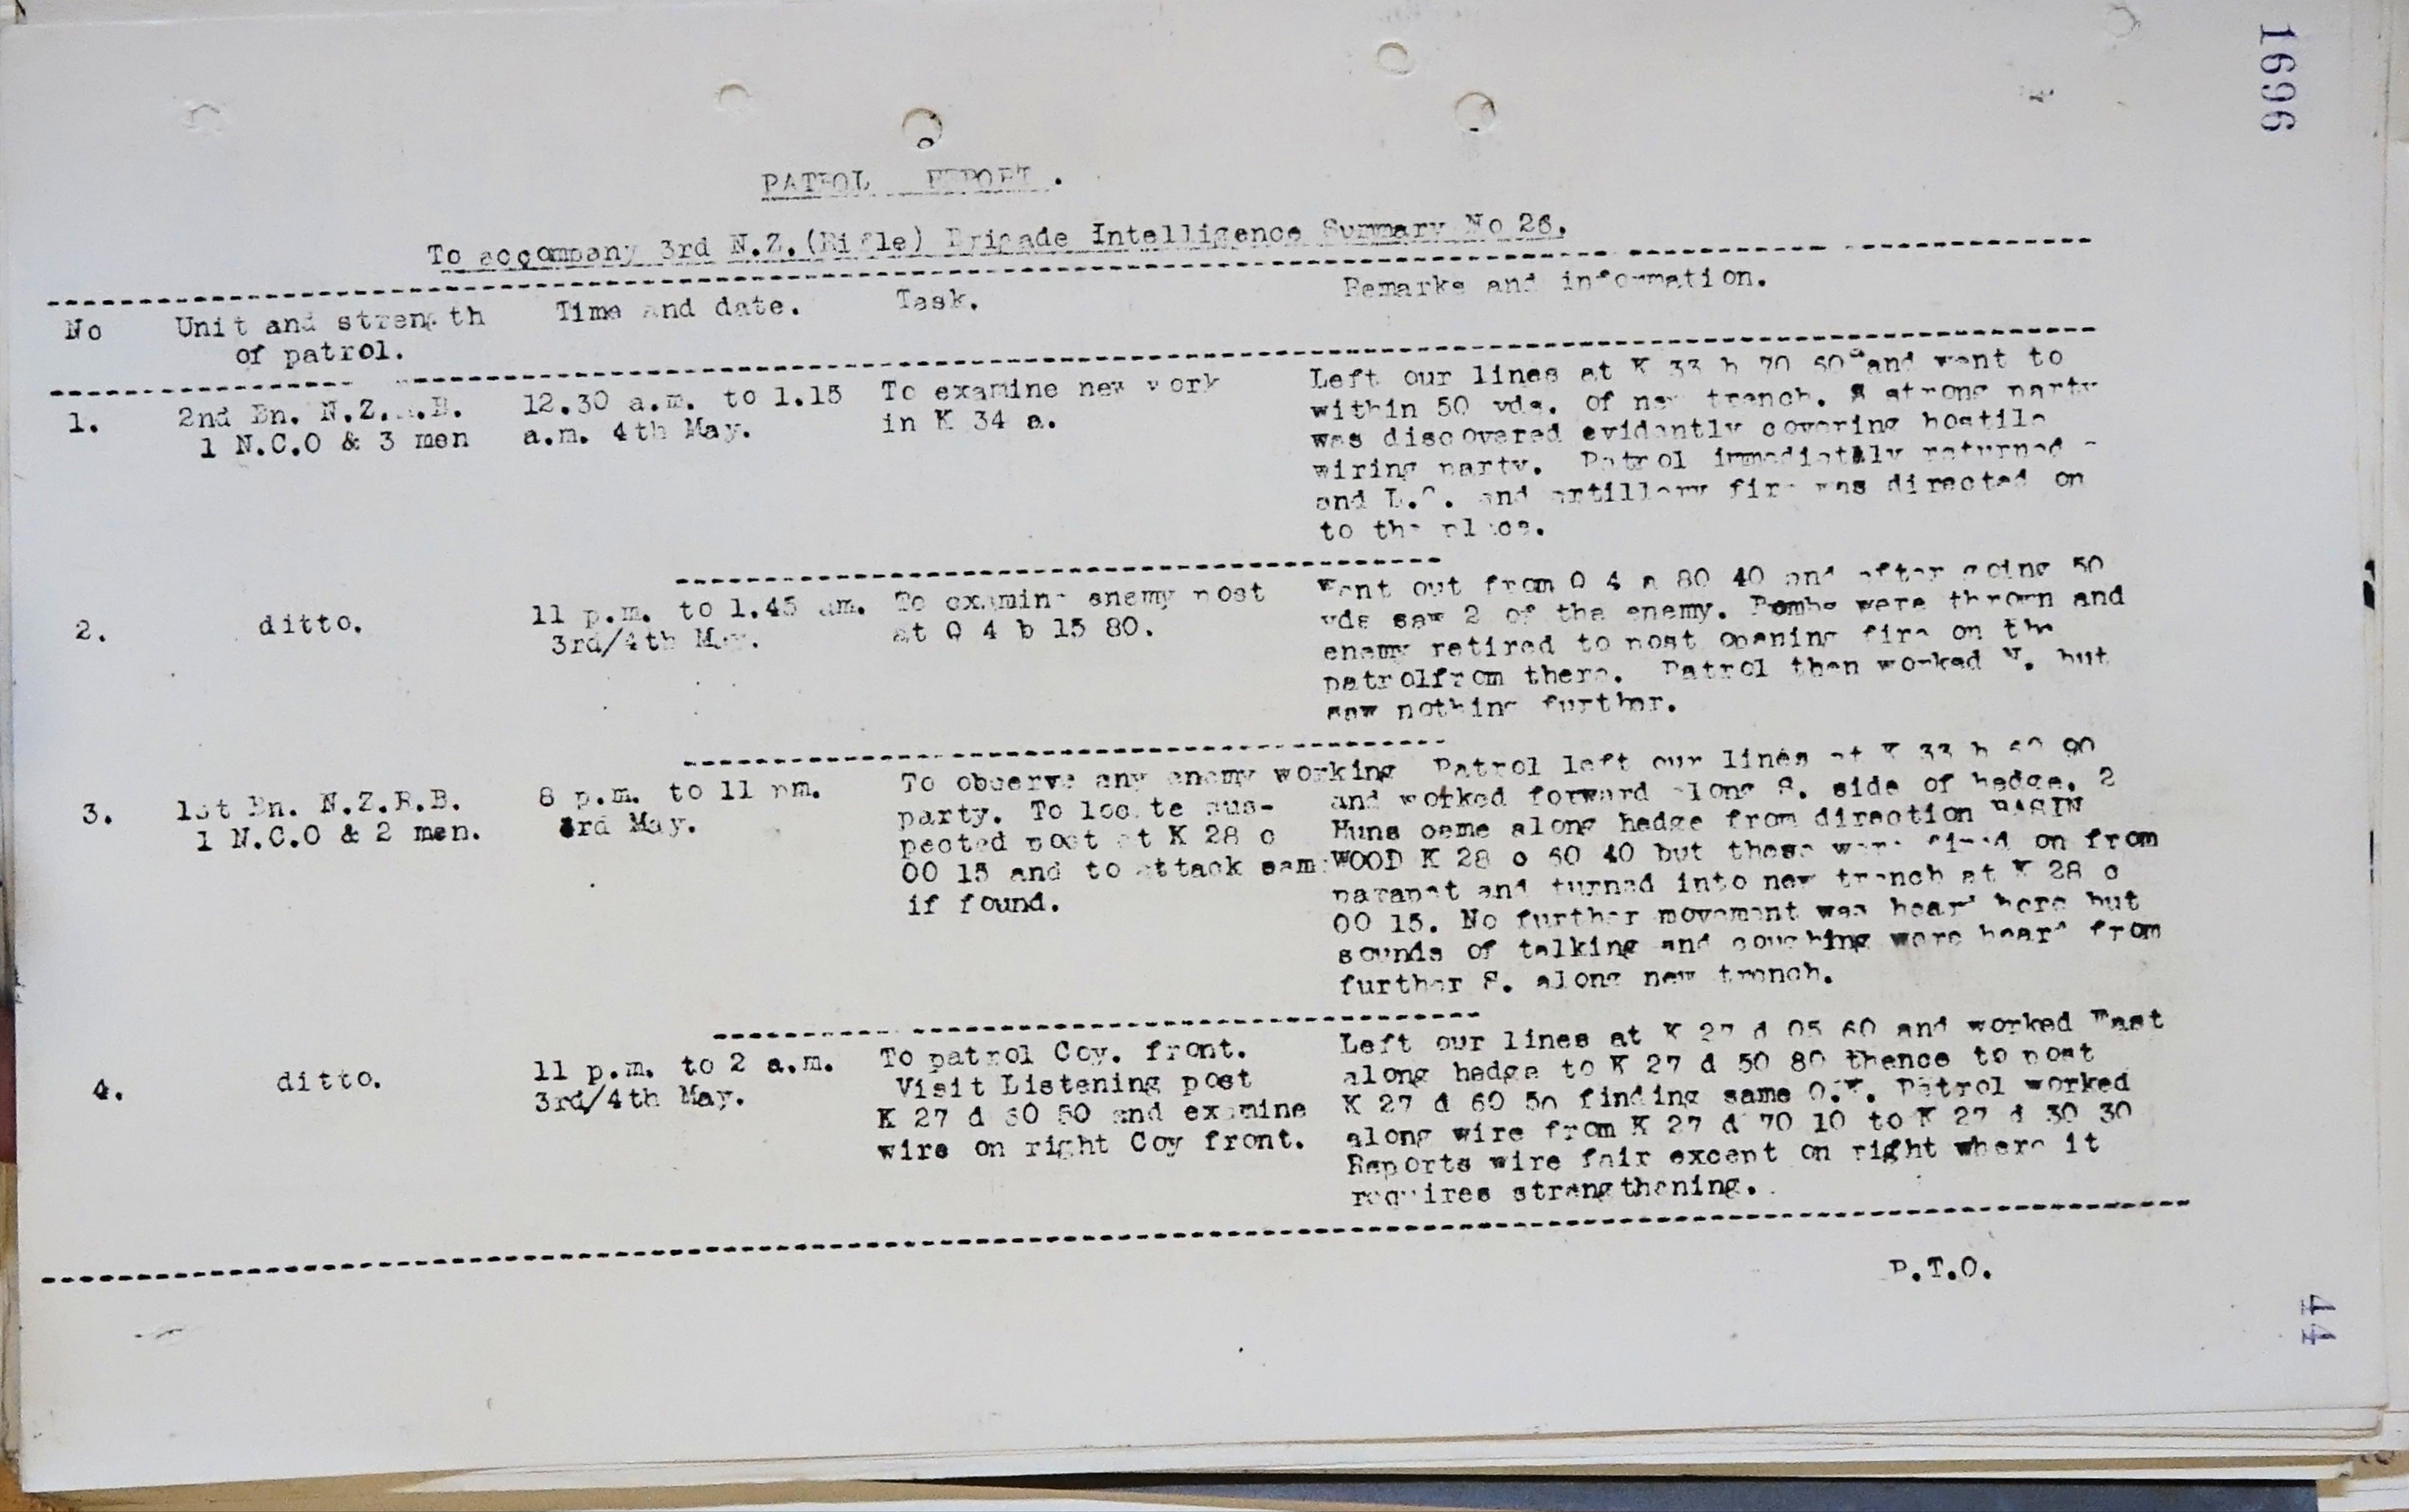 1696
PATROL REPORT.
To accompany 3rd N.Z.(Rifle) Brigade Intelligence Summary No 26.
No Unit and strength of patrol. Time and date. Task. Remarks and information.
1. 2nd Bn. N.Z.R.B.
1 N.C.O & 3 men
12.30 a.m. to 1.15
a.m. 4th May.
To examine new work
in K 34 a.
Left our lines at K 33 b 70 60 and went to
within 50 yds. of new trench. A strong party
was discovered evidently covering hostile
wiring party. Patrol immediatly returned -
and L.G. and artillery fire was directed on
to the place.
2. ditto.
11 p.m. to 1.45 am.
3rd/4th May.
To examine enemy post
at Q 4 b 15 80.
Went out from Q 4 a 80 40 and after going 50
yds saw 2 of the enemy. Bombs were thrown and
enemy retired to post opening fire on the
patrolfrom there. Patrol then worked N. but
saw nothing further.
3. 1st Bn. N.Z.R.B.
1 N.C.O & 2 men.
8 p.m. to 11 pm.
3rd May.
To observe any enemy working
party. To locate sus-
pected post at K 28 c
00 15 and to attack same
if found.
Patrol left our lines at K 33 b 90
and worked forward along S. side of hedge. 2
Huns came along hedge from direction BASIN
WOOD K 28 c 60 40 but these were fired on from
parapet and turned into new trench at K 28 c
00 15. No further movement was heard here but
sounds of talking and coughing were heard from
further S. along new trench.
4. ditto.
11 p.m. to 2 a.m.
3rd/4th May.
To patrol Coy. front.
Visit Listening post
K 27 d 60 50 and examine
wire on right Coy front.
Left our lines at K 27 d 05 60 and worked East
along hedge to K 27 d 50 80 thence to post
K 27 d 60 50 finding same O.K. Patrol worked
along wire from K 27 d 70 10 to K 27 d 30 30
Reports wire fair except on right where it
requires strengthening.
P.T.O.
44